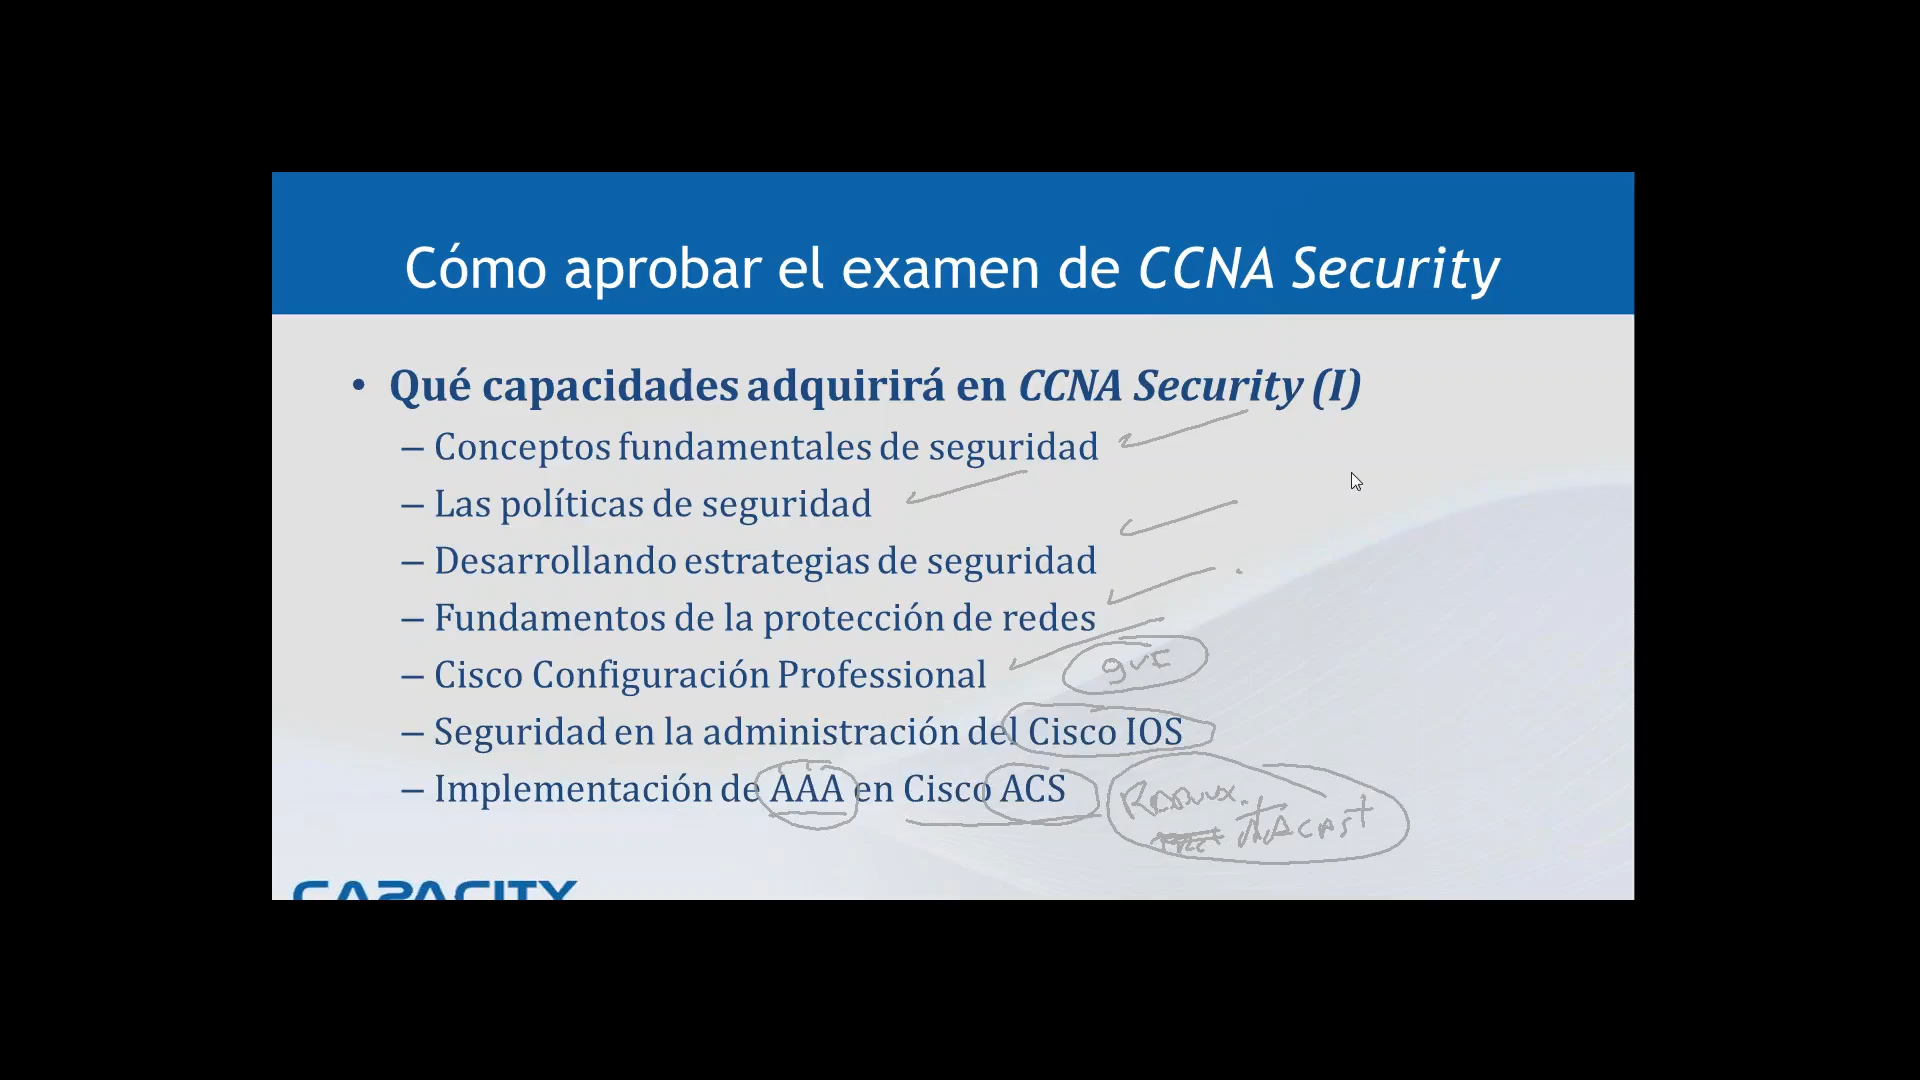 Cómo aprobar el examen de CCNA Security
• Qué capacidades adquirirá en CCNA Security (I)
– Conceptos fundamentales de seguridad
– Las políticas de seguridad
– Desarrollando estrategias de seguridad
– Fundamentos de la protección de redes
– Cisco Configuración Professional
gui
– Seguridad en la administración del Cisco IOS
– Implementación de AAA en Cisco ACS
CAPACITY